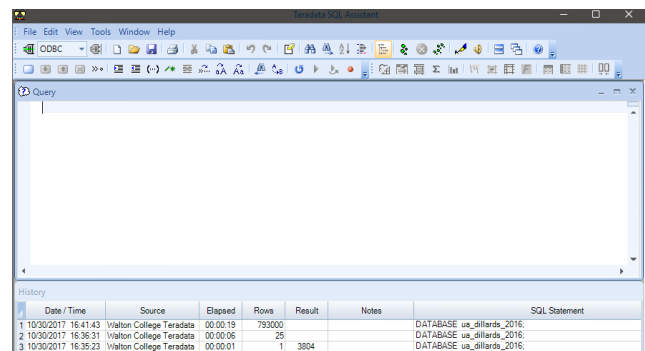 Teradata SQL Assistant
File Edit View Tools Window Help
ODBC
Query
History
Date / Time Source Elapsed Rows Result Notes SQL Statement
1 10/30/2017 16:41:43 Walton College Teradata 00:00:19 793000 DATABASE ua_dillards_2016;
2 10/30/2017 16:36:31 Walton College Teradata 00:00:06 25 DATABASE ua_dillards_2016;
3 10/30/2017 16:35:23 Walton College Teradata 00:00:01 1 3804 DATABASE ua_dillards_2016;